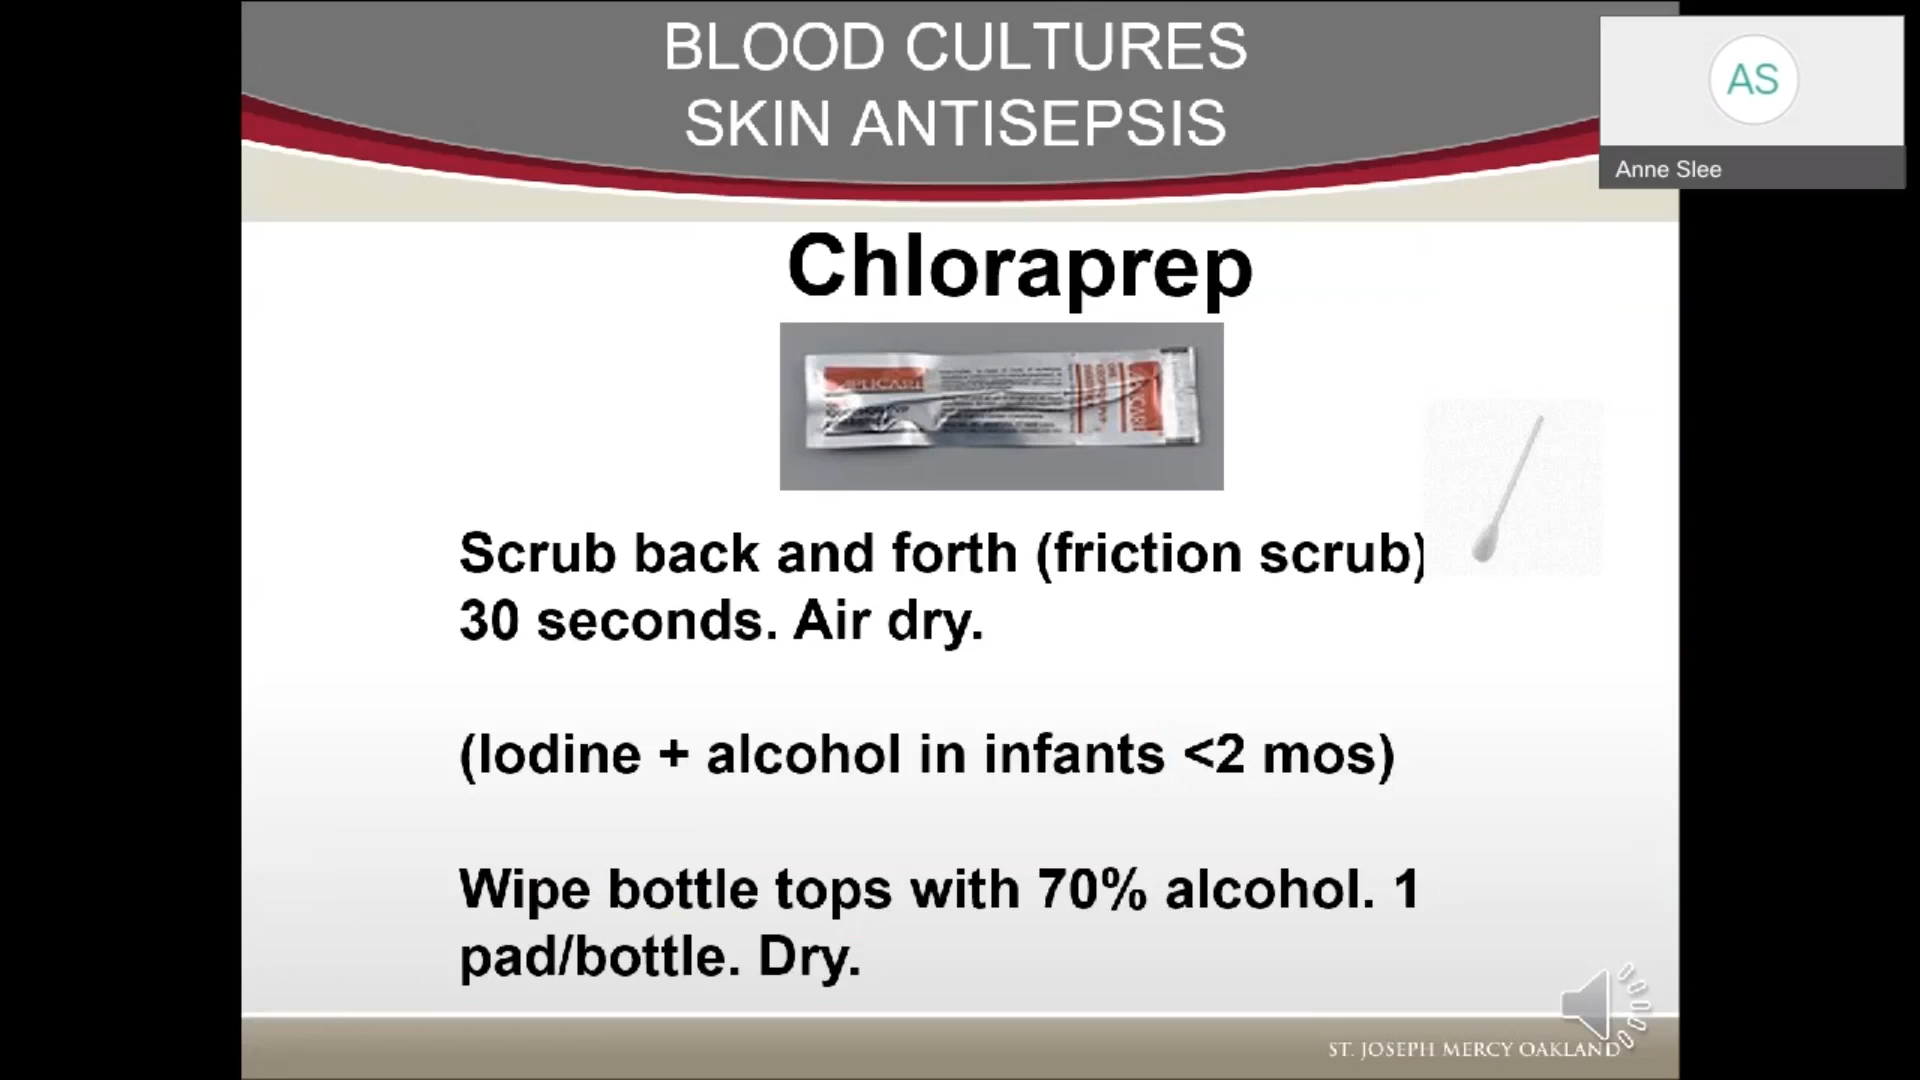 BLOOD CULTURES
SKIN ANTISEPSIS
AS
Anne Slee
Chloraprep
Scrub back and forth (friction scrub)
30 seconds. Air dry.
(Iodine + alcohol in infants <2 mos)
Wipe bottle tops with 70% alcohol. 1
pad/bottle. Dry.
ST. JOSEPH MERCY OAKLAND